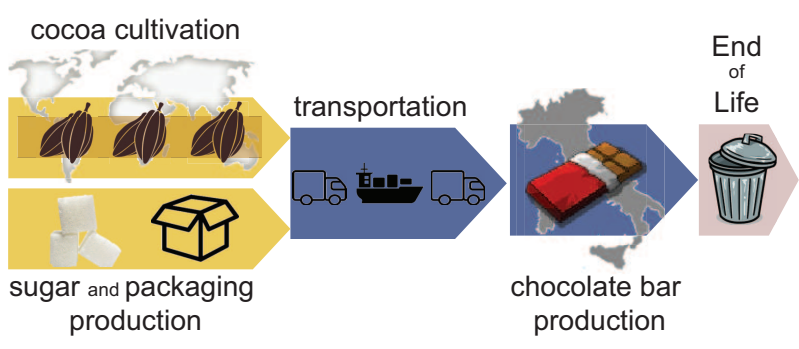 cocoa cultivation
transportation
End
of
Life
sugar and packaging
production
chocolate bar
production